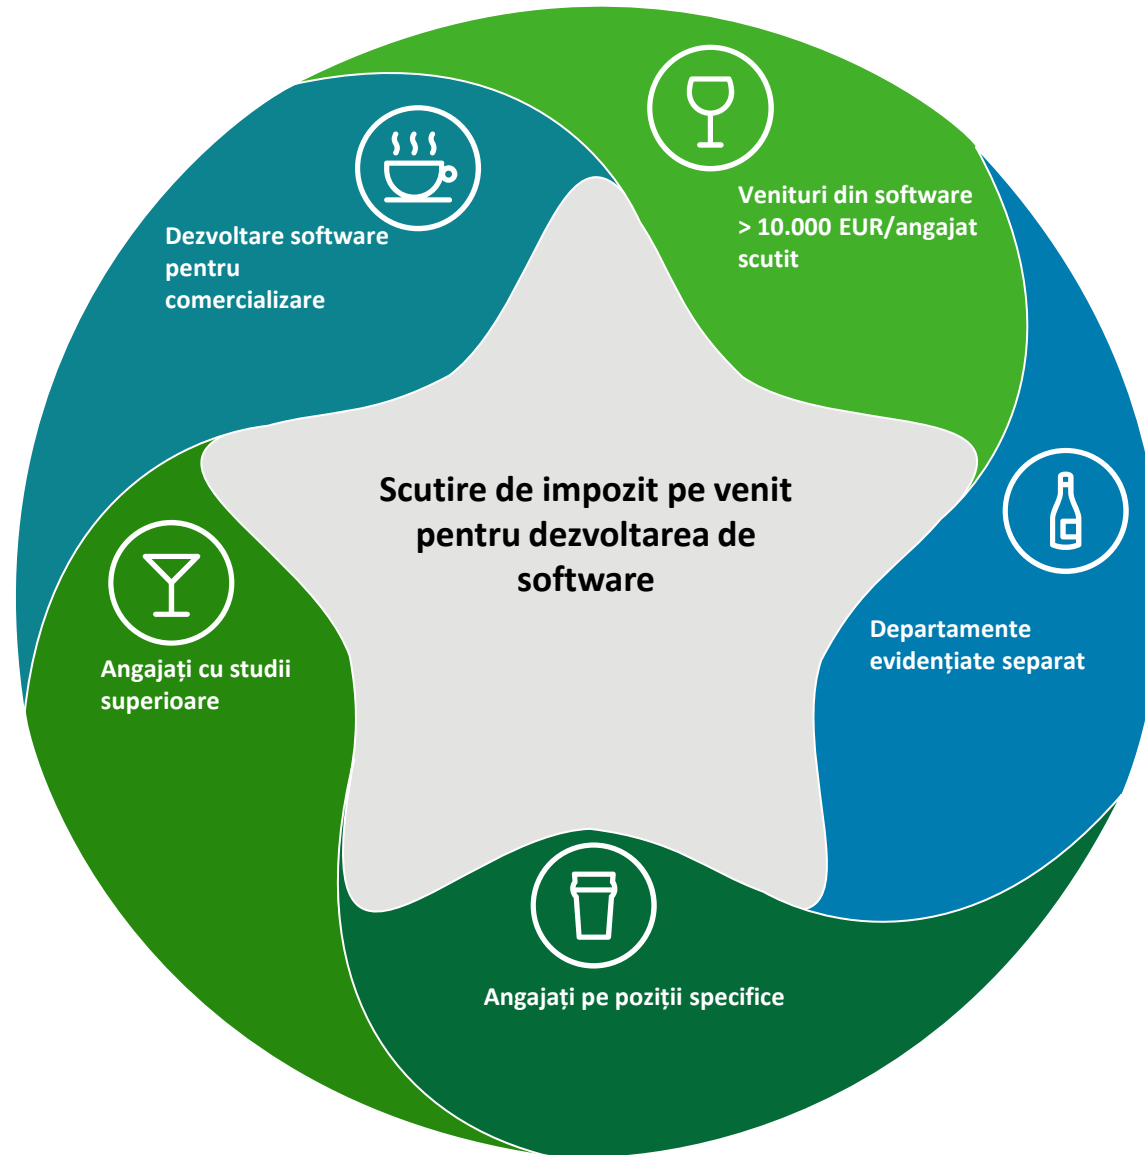 Dezvoltare software
pentru
comercializare
Venituri din software
> 10.000 EUR/angajat
scutit
Scutire de impozit pe venit
pentru dezvoltarea de
software
Departamente
evidențiate separat
Angajați cu studii
superioare
Angajați pe poziții specifice